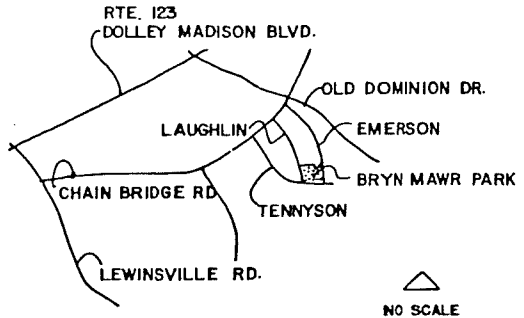 RTE. 123
DOLLEY MADISON BLVD.
OLD DOMINION DR.
LAUGHLIN
EMERSON
BRYN MAWR PARK
CHAIN BRIDGE RD
TENNYSON
LEWINSVILLE RD.
NO SCALE